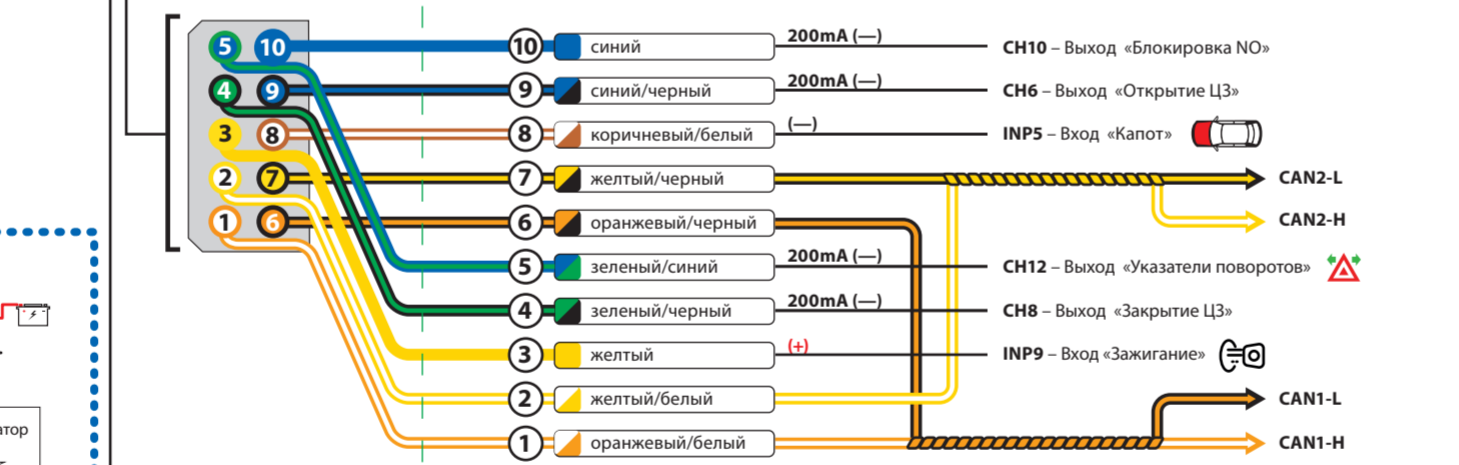 5 10 10 синий 200mA (—) CH10 – Выход «Блокировка NO»
4 9 9 синий/черный 200mA (—) CH6 – Выход «Открытие ЦЗ»
3 8 8 коричневый/белый (—) INP5 – Вход «Капот»
2 7 7 желтый/черный CAN2-L
CAN2-H
1 6 6 оранжевый/черный
5 зеленый/синий 200mA (—) CH12 – Выход «Указатели поворотов»
4 зеленый/черный 200mA (—) CH8 – Выход «Закрытие ЦЗ»
3 желтый (+) INP9 – Вход «Зажигание»
2 желтый/белый CAN1-L
1 оранжевый/белый CAN1-H